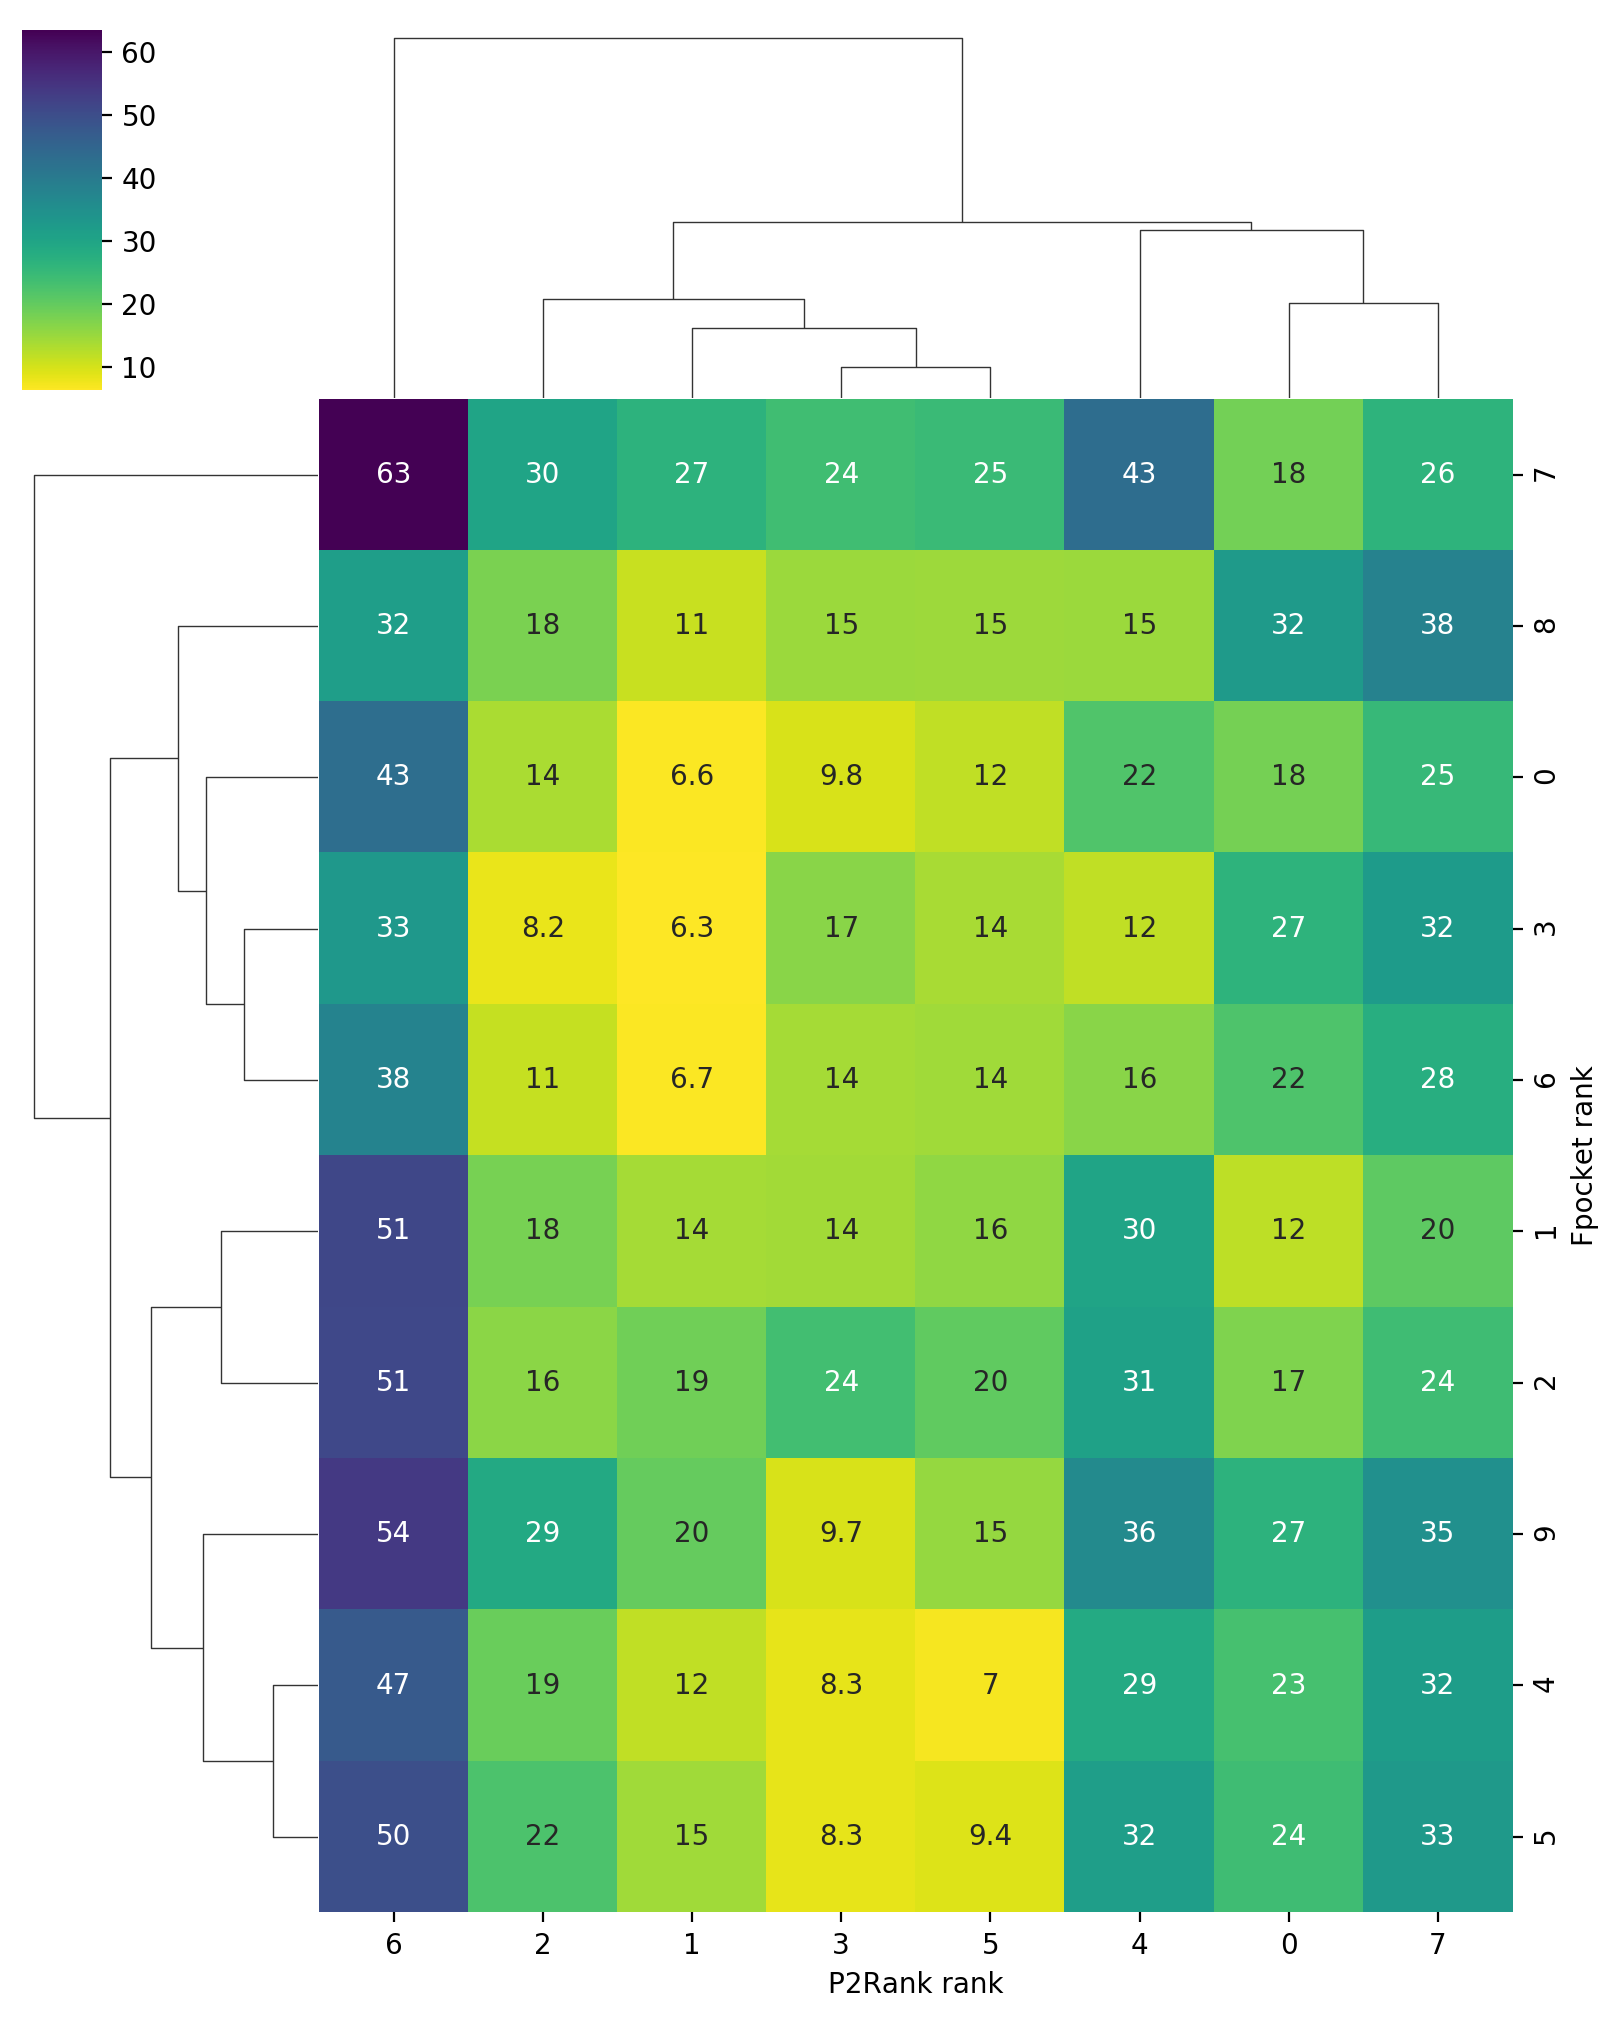 60
50
40
30
20
10
63 30 27 24 25 43 18 26 7
32 18 11 15 15 15 32 38 8
43 14 6.6 9.8 12 22 18 25 0
33 8.2 6.3 17 14 12 27 32 3
38 11 6.7 14 14 16 22 28 6
51 18 14 14 16 30 12 20 1
51 16 19 24 20 31 17 24 2
54 29 20 9.7 15 36 27 35 9
47 19 12 8.3 7 29 23 32 4
50 22 15 8.3 9.4 32 24 33 5
Fpocket rank
6 2 1 3 5 4 0 7
P2Rank rank